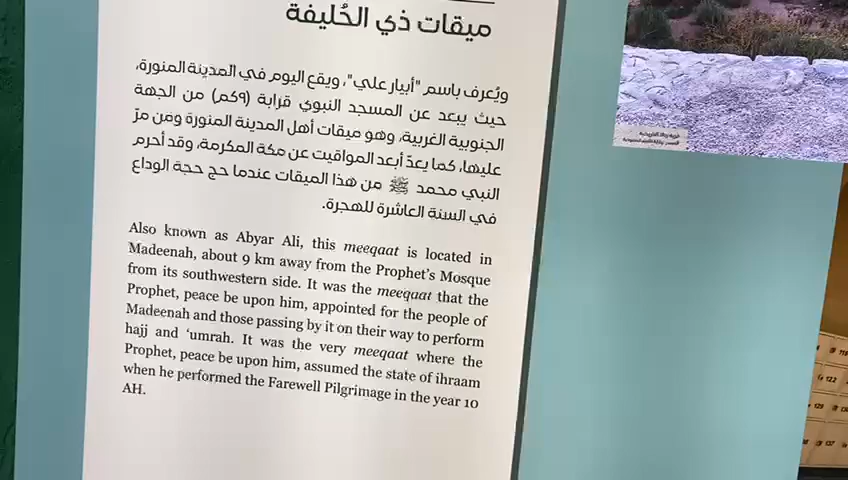 ميقات ذي الحُليفة
ويُعرف باسم "أبيار علي"، ويقع اليوم في المدينة المنورة،
حيث يبعد عن المسجد النبوي قرابة (٩كم) من الجهة
الجنوبية الغربية، وهو ميقات أهل المدينة المنورة ومَن مرّ
عليها، كما يعدّ أبعد المواقيت عن مكة المكرمة، وقد أحرم
النبي محمد ﷺ من هذا الميقات عندما حج حجة الوداع
في السنة العاشرة للهجرة.
Also known as Abyar Ali, this meeqaat is located in
Madeenah, about 9 km away from the Prophet's Mosque
from its southwestern side. It was the meeqaat that the
Prophet, peace be upon him, appointed for the people of
Madeenah and those passing by it on their way to perform
hajj and 'umrah. It was the very meeqaat where the
Prophet, peace be upon him, assumed the state of ihraam
when he performed the Farewell Pilgrimage in the year 10
AH.
119
122
129
130
137